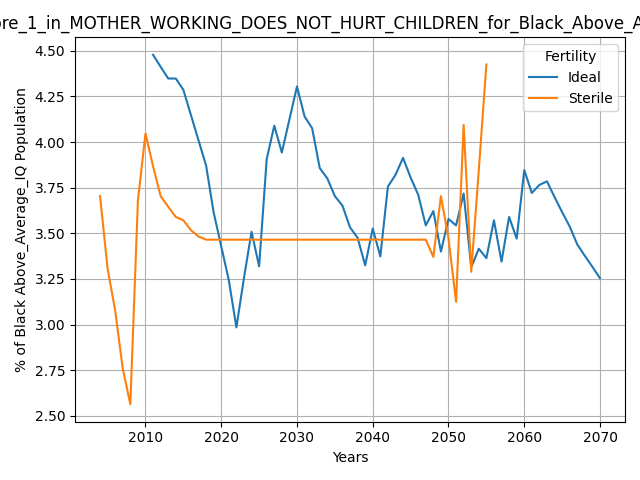 ore_1_in_MOTHER_WORKING_DOES_NOT_HURT_CHILDREN_for_Black_Above_A
Fertility
Ideal
Sterile
% of Black Above_Average_IQ Population
4.50
4.25
4.00
3.75
3.50
3.25
3.00
2.75
2.50
2010 2020 2030 2040 2050 2060 2070
Years